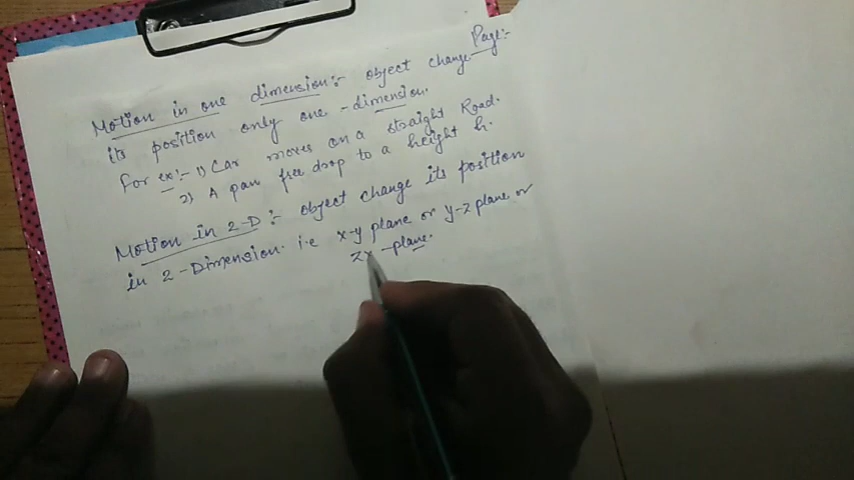 Page:-
Motion in one dimension:- object change
its position only one - dimension.
For ex:- 1) Car moves on a straight Road.
2) A pan free drop to a height h.
Motion in 2-D:- object change its position
in 2-Dimension. i.e x-y plane or y-z plane or
zx-plane.